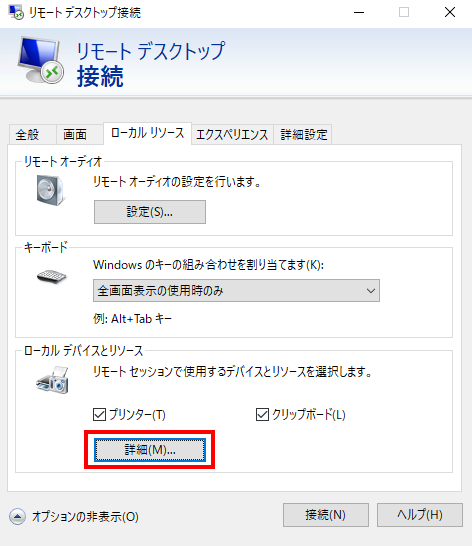 リモート デスクトップ接続
リモート デスクトップ
接続
全般
画面
ローカル リソース
エクスペリエンス
詳細設定
リモート オーディオ
リモート オーディオの設定を行います。
設定(S)...
キーボード
Windows のキーの組み合わせを割り当てます(K):
全画面表示の使用時のみ
例: Alt+Tab キー
ローカル デバイスとリソース
リモート セッションで使用するデバイスとリソースを選択します。
プリンター(T)
クリップボード(L)
詳細(M)...
オプションの非表示(O)
接続(N)
ヘルプ(H)